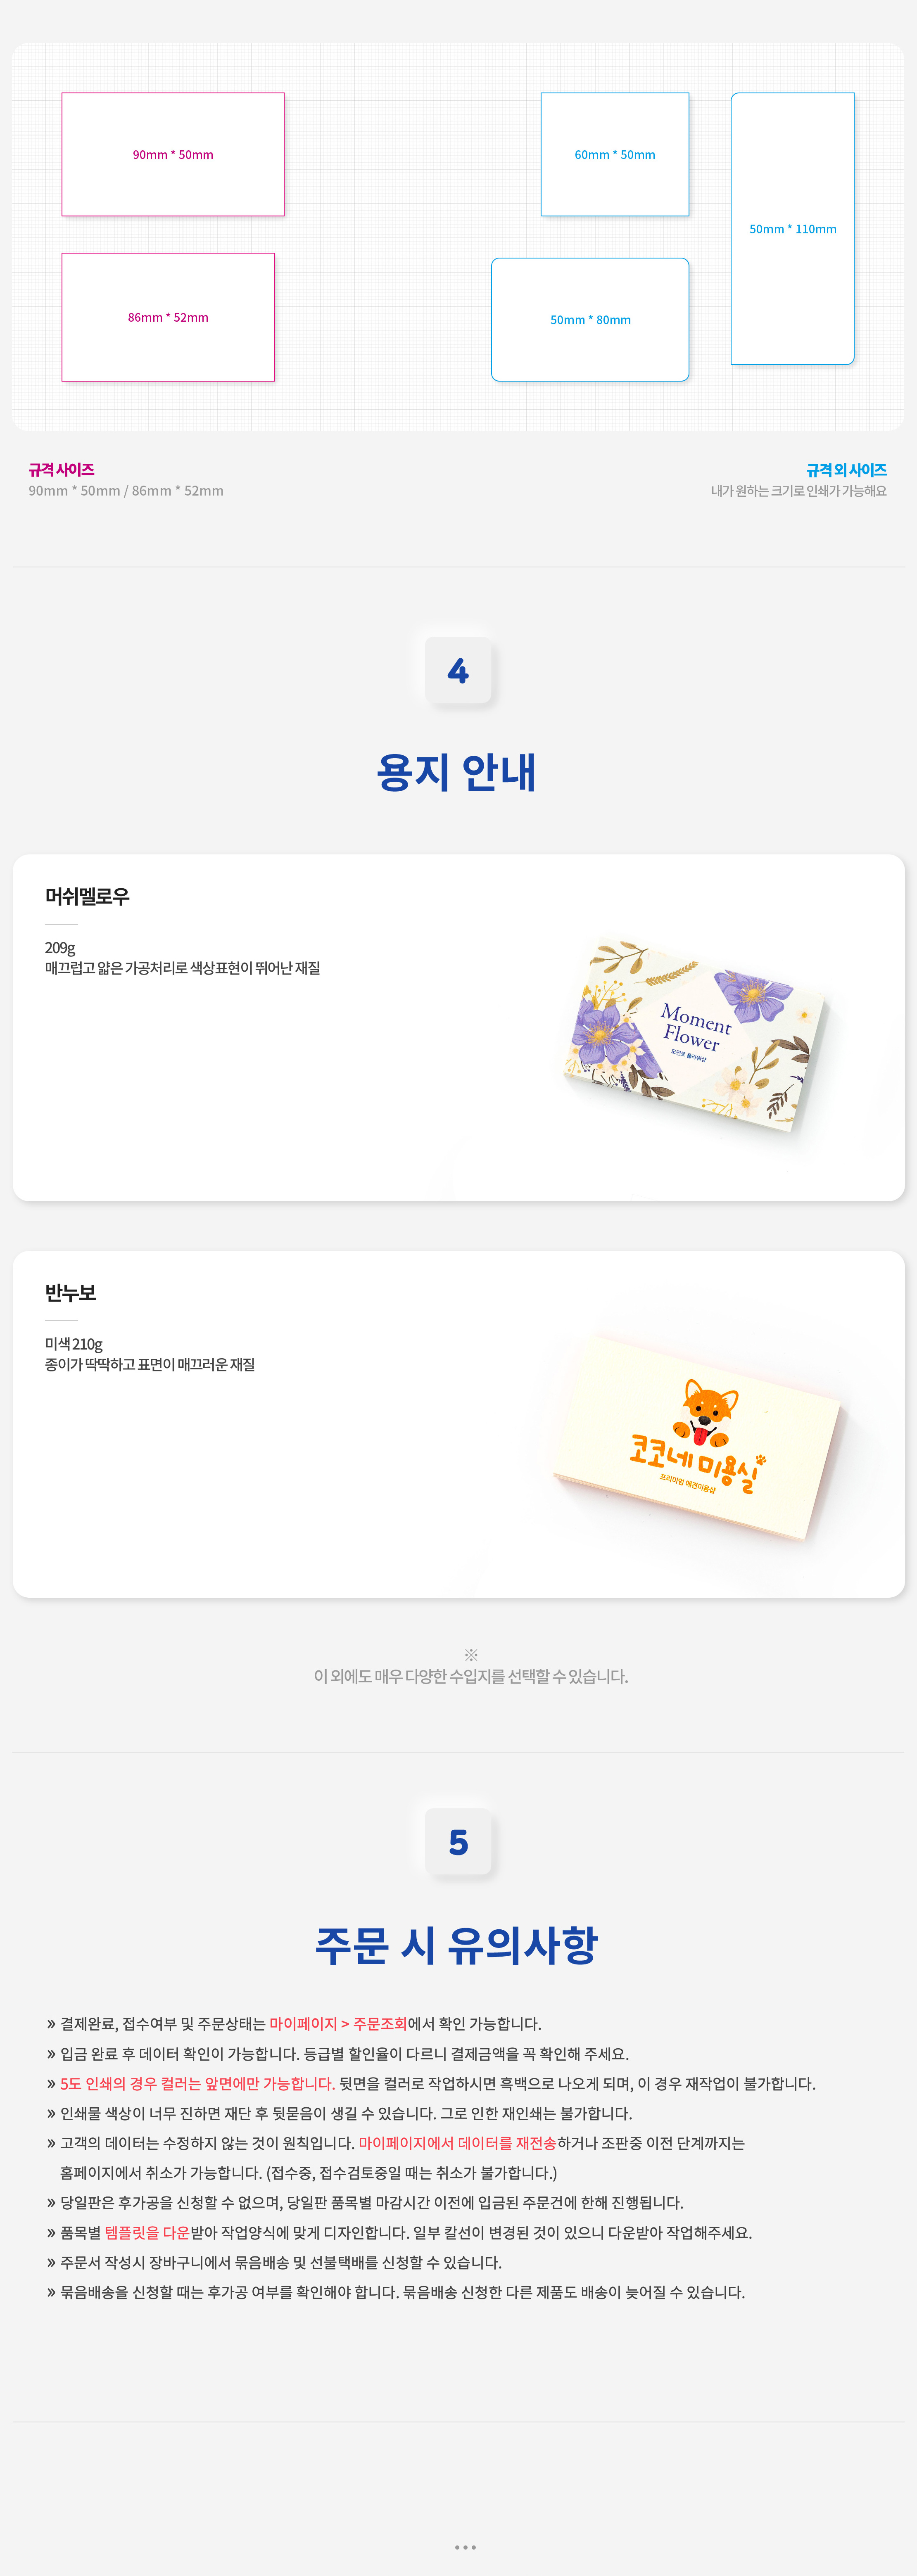 90mm * 50mm
60mm * 50mm
50mm * 110mm
86mm * 52mm
50mm * 80mm
규격 사이즈
90mm * 50mm / 86mm * 52mm
규격 외 사이즈
내가 원하는 크기로 인쇄가 가능해요
4
용지 안내
머쉬멜로우
209g
매끄럽고 얇은 가공처리로 색상표현이 뛰어난 재질
Moment
Flower
모먼트 플라워샵
반누보
미색 210g
종이가 딱딱하고 표면이 매끄러운 재질
코코네 미용실
프리미엄 애견미용샵
※
이 외에도 매우 다양한 수입지를 선택할 수 있습니다.
5
주문 시 유의사항
» 결제완료, 접수여부 및 주문상태는 마이페이지 > 주문조회에서 확인 가능합니다.
» 입금 완료 후 데이터 확인이 가능합니다. 등급별 할인율이 다르니 결제금액을 꼭 확인해 주세요.
» 5도 인쇄의 경우 컬러는 앞면에만 가능합니다. 뒷면을 컬러로 작업하시면 흑백으로 나오게 되며, 이 경우 재작업이 불가합니다.
» 인쇄물 색상이 너무 진하면 재단 후 뒷묻음이 생길 수 있습니다. 그로 인한 재인쇄는 불가합니다.
» 고객의 데이터는 수정하지 않는 것이 원칙입니다. 마이페이지에서 데이터를 재전송하거나 조판중 이전 단계까지는
홈페이지에서 취소가 가능합니다. (접수중, 접수검토중일 때는 취소가 불가합니다.)
» 당일판은 후가공을 신청할 수 없으며, 당일판 품목별 마감시간 이전에 입금된 주문건에 한해 진행됩니다.
» 품목별 템플릿을 다운받아 작업양식에 맞게 디자인합니다. 일부 칼선이 변경된 것이 있으니 다운받아 작업해주세요.
» 주문서 작성시 장바구니에서 묶음배송 및 선불택배를 신청할 수 있습니다.
» 묶음배송을 신청할 때는 후가공 여부를 확인해야 합니다. 묶음배송 신청한 다른 제품도 배송이 늦어질 수 있습니다.